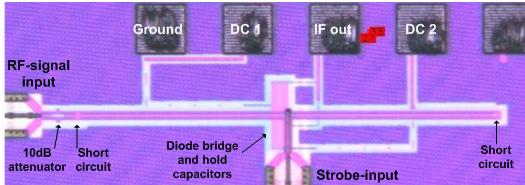 Ground
DC 1
IF out
DC 2
RF-signal
input
10dB
attenuator
Short
circuit
Diode bridge
and hold
capacitors
Strobe-input
Short
circuit